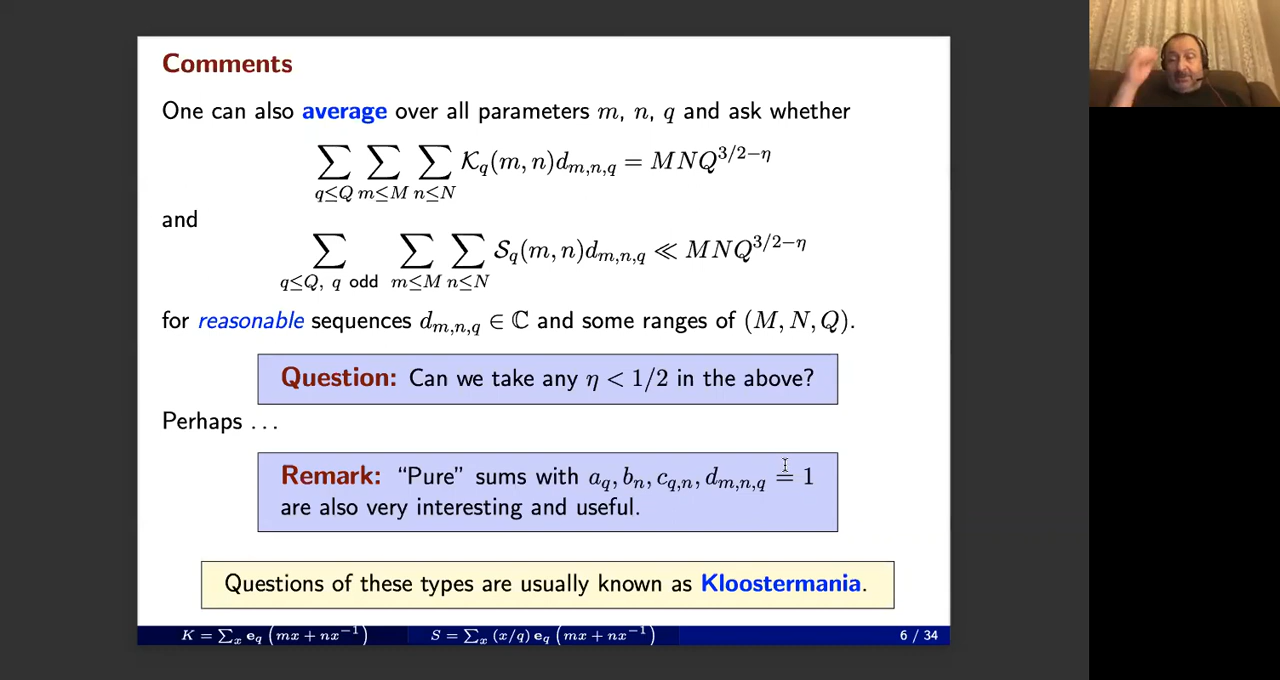 Comments
One can also average over all parameters m, n, q and ask whether
∑_{q≤Q} ∑_{m≤M} ∑_{n≤N} 𝒦_q(m, n)d_{m,n,q} = MNQ^{3/2−η}
and
∑_{q≤Q, q odd} ∑_{m≤M} ∑_{n≤N} 𝒮_q(m, n)d_{m,n,q} ≪ MNQ^{3/2−η}
for reasonable sequences d_{m,n,q} ∈ ℂ and some ranges of (M, N, Q).
Question: Can we take any η < 1/2 in the above?
Perhaps ...
Remark: “Pure” sums with a_q, b_n, c_{q,n}, d_{m,n,q} = 1
are also very interesting and useful.
Questions of these types are usually known as Kloostermania.
K = ∑_x e_q (mx + nx^{−1}) S = ∑_x (x/q) e_q (mx + nx^{−1}) 6 / 34